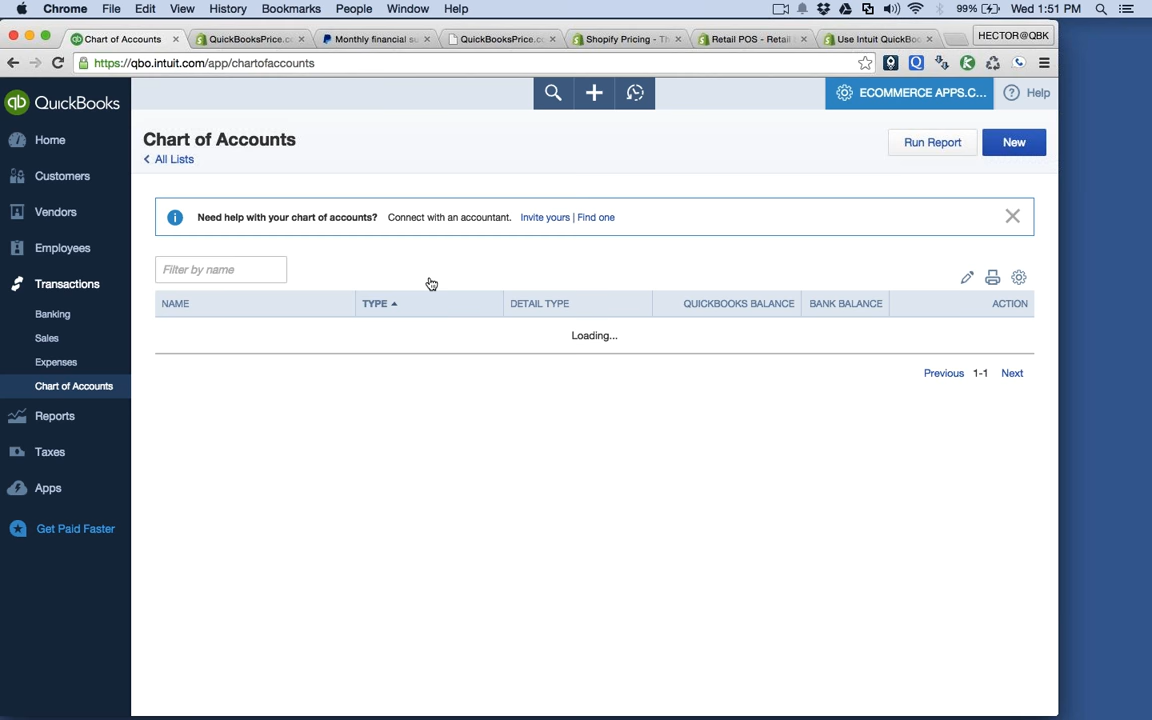 Chrome File Edit View History Bookmarks People Window Help 99% Wed 1:51 PM
Chart of Accounts QuickBooksPrice.c Monthly financial s QuickBooksPrice.c Shopify Pricing - Th Retail POS - Retail Use Intuit QuickBoo HECTOR@QBK
https://qbo.intuit.com/app/chartofaccounts
qb QuickBooks
ECOMMERCE APPS.C... Help
Home
Customers
Vendors
Employees
Transactions
Banking
Sales
Expenses
Chart of Accounts
Reports
Taxes
Apps
Get Paid Faster
Chart of Accounts
< All Lists
Run Report New
Need help with your chart of accounts? Connect with an accountant. Invite yours | Find one
Filter by name
NAME TYPE DETAIL TYPE QUICKBOOKS BALANCE BANK BALANCE ACTION
Loading...
Previous 1-1 Next